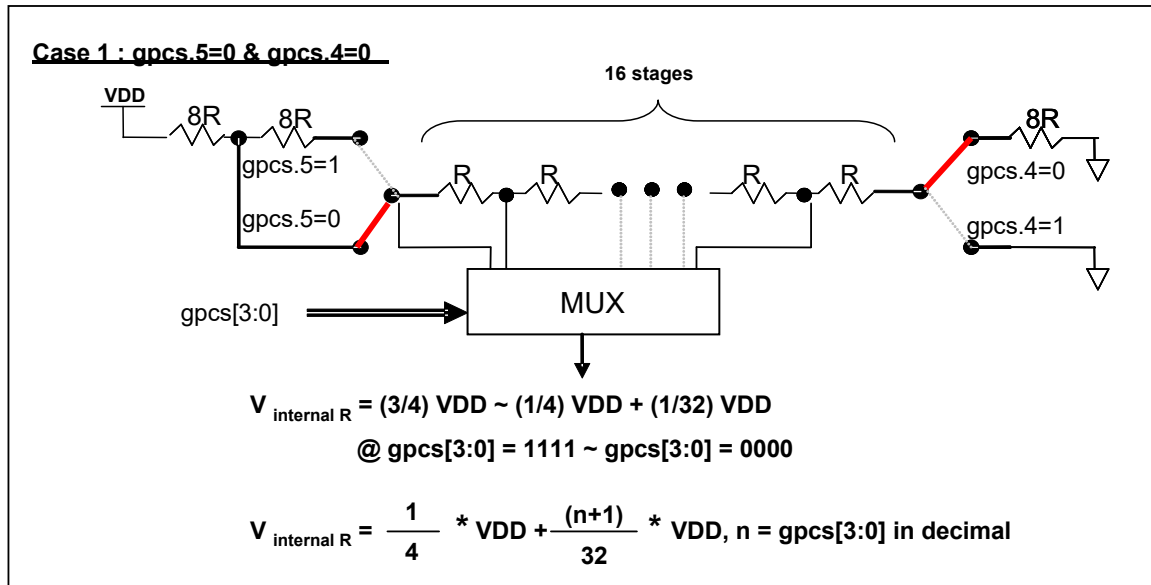 Case 1 : gpcs.5=0 & gpcs.4=0
16 stages
VDD
8R
8R
8R
gpcs.5=1
gpcs.4=0
R
R
R
R
gpcs.5=0
gpcs.4=1
MUX
gpcs[3:0]
V internal R = (3/4) VDD ~ (1/4) VDD + (1/32) VDD
@ gpcs[3:0] = 1111 ~ gpcs[3:0] = 0000
V internal R = 1/4 * VDD + (n+1)/32 * VDD, n = gpcs[3:0] in decimal